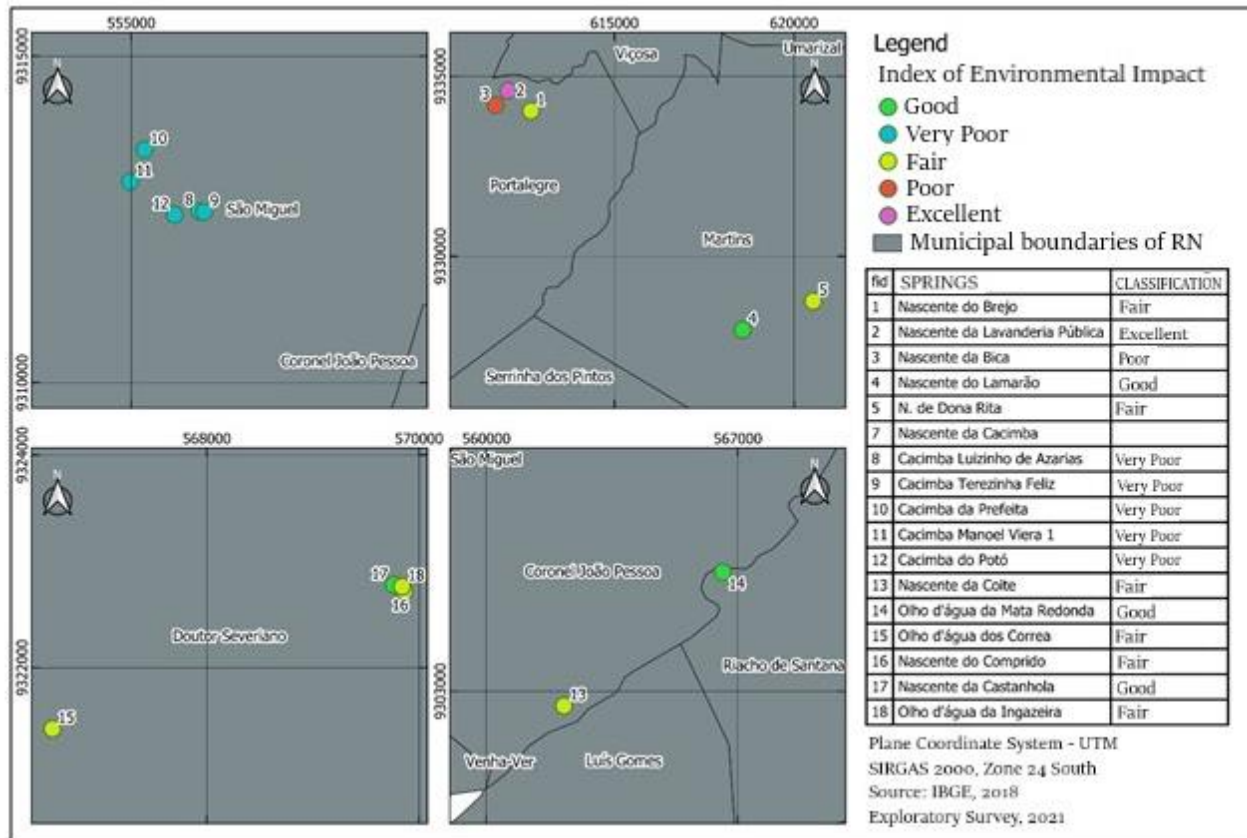 555000
615000
620000
9315000
9310000
N
10
11
12
8
9
São Miguel
Coronel João Pessoa
9335000
9330000
Viçosa
Umarizal
N
3
2
1
Portalegre
Martins
5
4
Serrinha dos Pintos
568000
570000
560000
567000
9324000
9322000
N
17
18
16
Doutor Severiano
15
9303000
São Miguel
N
Coronel João Pessoa
14
Riacho de Santana
13
Venha-Ver
Luís Gomes
Legend
Index of Environmental Impact
Good
Very Poor
Fair
Poor
Excellent
Municipal boundaries of RN
fid SPRINGS CLASSIFICATION
1 Nascente do Brejo Fair
2 Nascente da Lavanderia Pública Excellent
3 Nascente da Bica Poor
4 Nascente do Lamarão Good
5 N. de Dona Rita Fair
7 Nascente da Cacimba
8 Cacimba Luizinho de Azarias Very Poor
9 Cacimba Terezinha Feliz Very Poor
10 Cacimba da Prefeita Very Poor
11 Cacimba Manoel Viera 1 Very Poor
12 Cacimba do Potó Very Poor
13 Nascente da Coite Fair
14 Olho d'água da Mata Redonda Good
15 Olho d'água dos Correa Fair
16 Nascente do Comprido Fair
17 Nascente da Castanhola Good
18 Olho d'água da Ingazeira Fair
Plane Coordinate System - UTM
SIRGAS 2000, Zone 24 South
Source: IBGE, 2018
Exploratory Survey, 2021